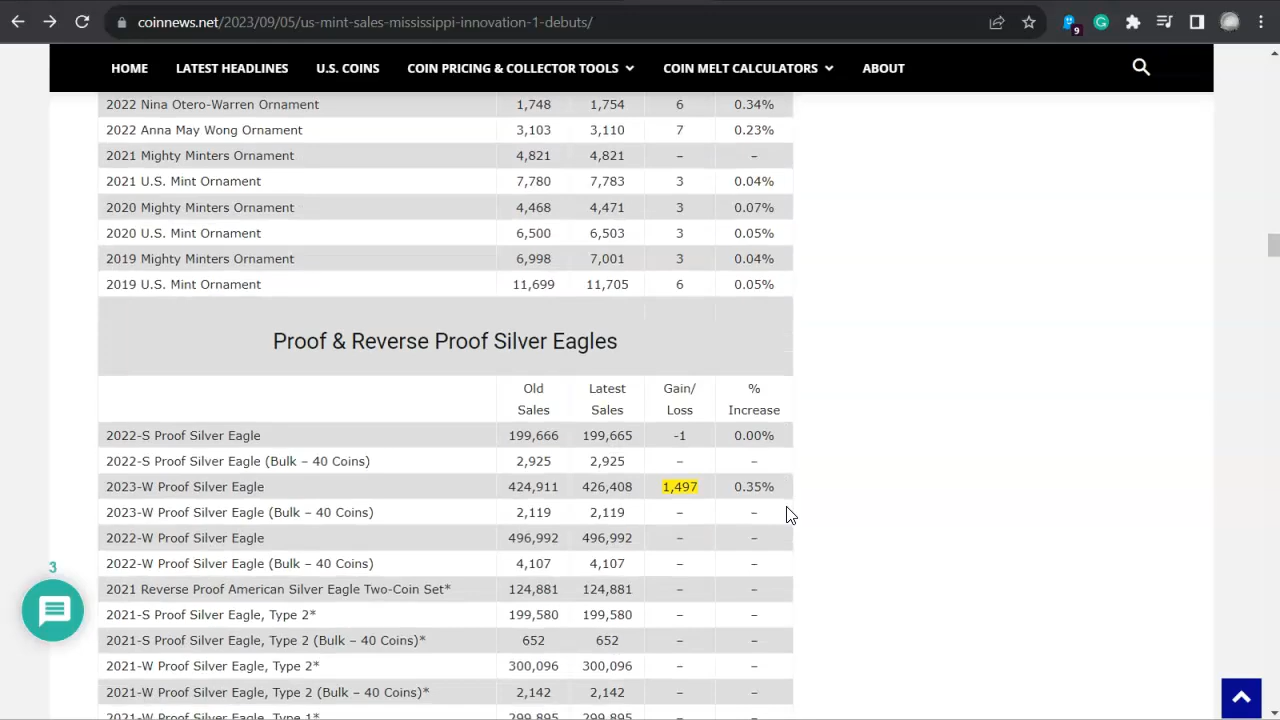 coinnews.net/2023/09/05/us-mint-sales-mississippi-innovation-1-debuts/
9
HOME LATEST HEADLINES U.S. COINS COIN PRICING & COLLECTOR TOOLS COIN MELT CALCULATORS ABOUT
2022 Nina Otero-Warren Ornament 1,748 1,754 6 0.34%
2022 Anna May Wong Ornament 3,103 3,110 7 0.23%
2021 Mighty Minters Ornament 4,821 4,821 – –
2021 U.S. Mint Ornament 7,780 7,783 3 0.04%
2020 Mighty Minters Ornament 4,468 4,471 3 0.07%
2020 U.S. Mint Ornament 6,500 6,503 3 0.05%
2019 Mighty Minters Ornament 6,998 7,001 3 0.04%
2019 U.S. Mint Ornament 11,699 11,705 6 0.05%
Proof & Reverse Proof Silver Eagles
Old Latest Gain/ %
Sales Sales Loss Increase
2022-S Proof Silver Eagle 199,666 199,665 -1 0.00%
2022-S Proof Silver Eagle (Bulk – 40 Coins) 2,925 2,925 – –
2023-W Proof Silver Eagle 424,911 426,408 1,497 0.35%
2023-W Proof Silver Eagle (Bulk – 40 Coins) 2,119 2,119 – –
2022-W Proof Silver Eagle 496,992 496,992 – –
2022-W Proof Silver Eagle (Bulk – 40 Coins) 4,107 4,107 – –
3
2021 Reverse Proof American Silver Eagle Two-Coin Set* 124,881 124,881 – –
2021-S Proof Silver Eagle, Type 2* 199,580 199,580 – –
2021-S Proof Silver Eagle, Type 2 (Bulk – 40 Coins)* 652 652 – –
2021-W Proof Silver Eagle, Type 2* 300,096 300,096 – –
2021-W Proof Silver Eagle, Type 2 (Bulk – 40 Coins)* 2,142 2,142 – –
2021-W Proof Silver Eagle, Type 1* 299,895 299,895 – –